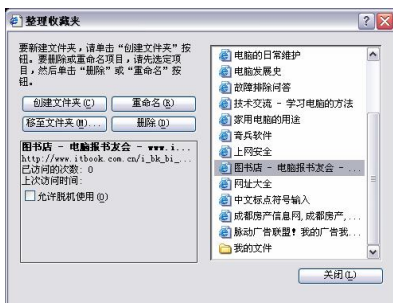 整理收藏夹
要新建文件夹，请单击“创建文件夹”按
钮。要删除或重命名项目，请先选定项
目，然后单击“删除”或“重命名”按
钮。
创建文件夹(C)
重命名(R)
移至文件夹(M)...
删除(D)
图书店 - 电脑报书友会 - www.i...
http://www.itbook.com.cn/i_bk_bi_...
已访问的次数: 0
上次访问时间:
允许脱机使用(O)
电脑的日常维护
电脑发展史
故障排除问答
技术交流 - 学习电脑的方法
家用电脑的用途
奇兵软件
上网安全
图书店 - 电脑报书友会 - ...
网址大全
中文标点符号输入
成都房产信息网,成都房产,...
脉动广告联盟! 我的广告我...
我的文件
关闭(L)